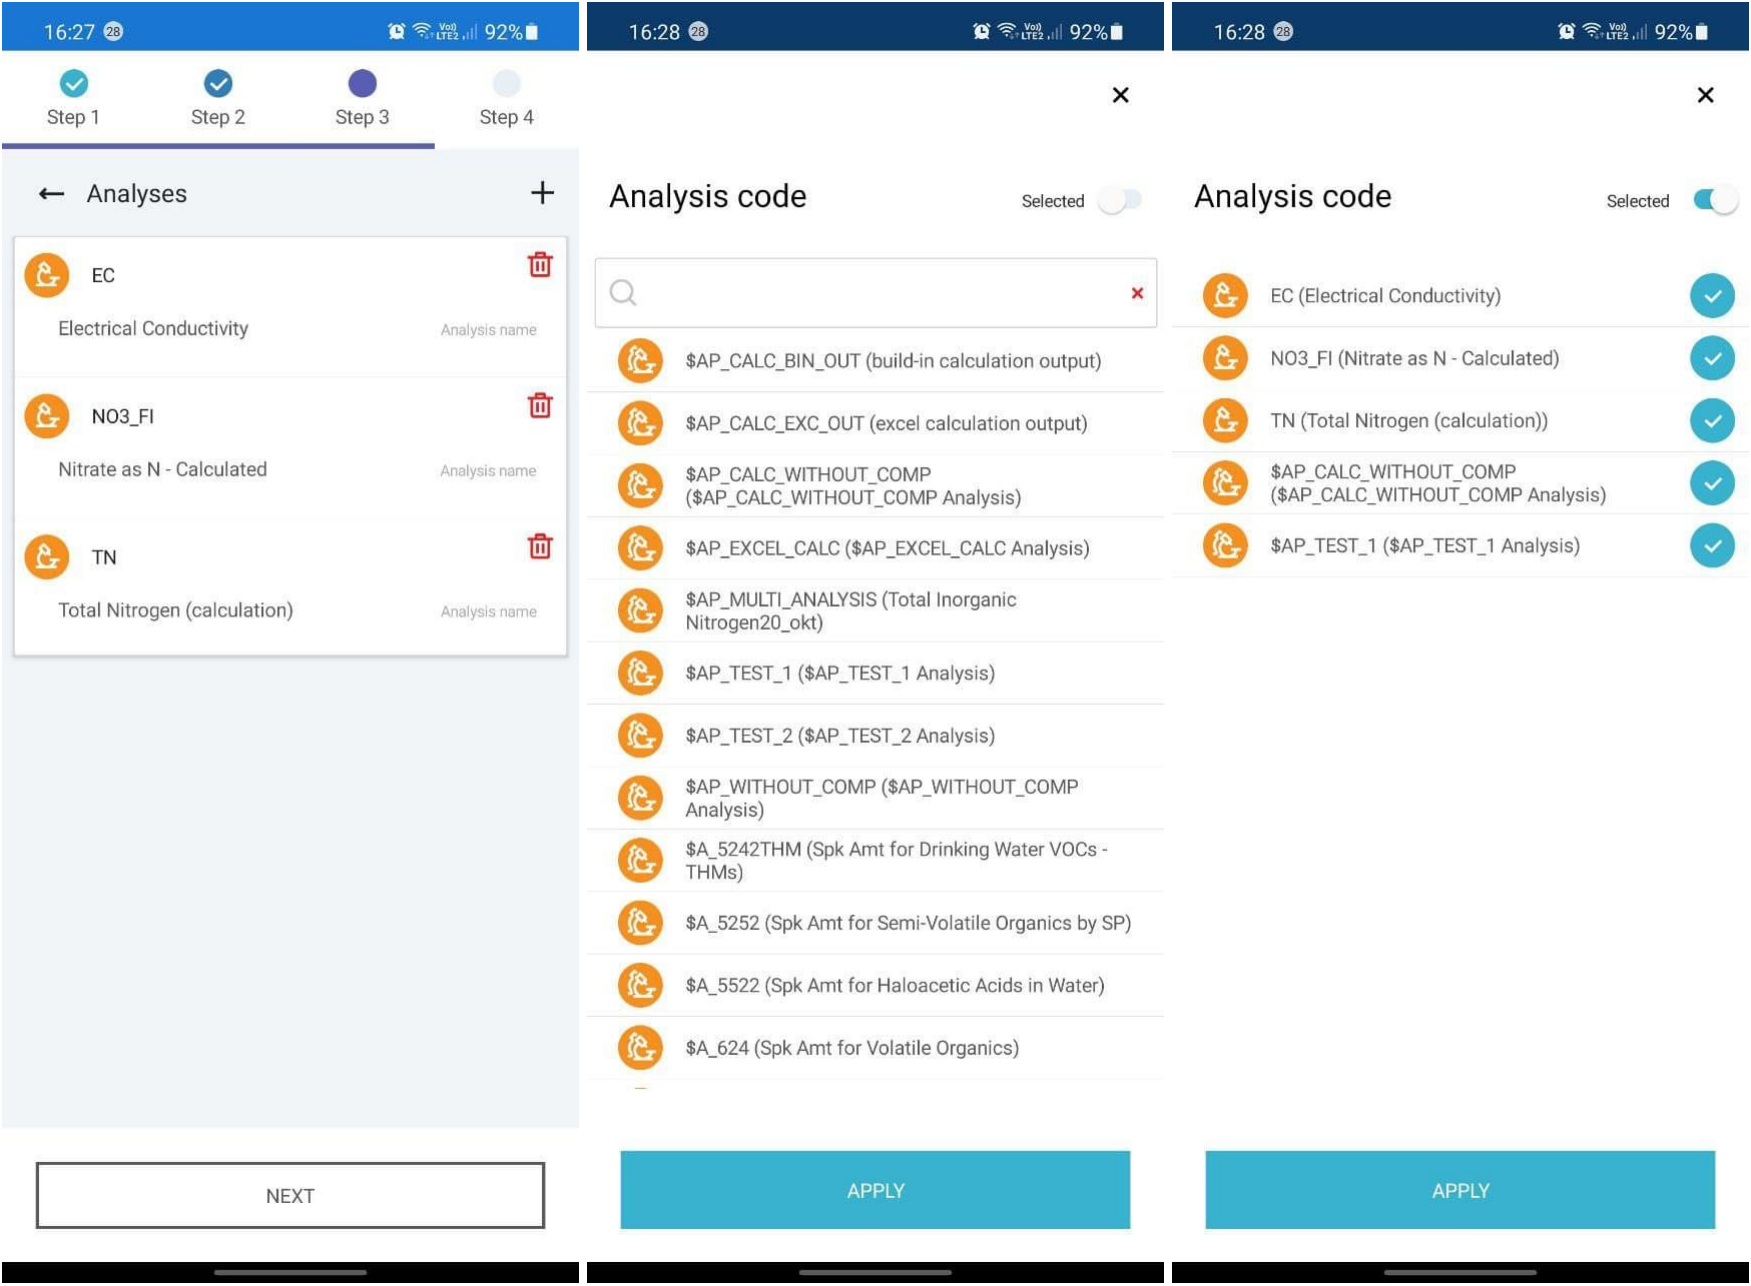 16:27 28 Vo)) LTE2 92%
Step 1 Step 2 Step 3 Step 4
Analyses
EC
Electrical Conductivity Analysis name
NO3_FI
Nitrate as N - Calculated Analysis name
TN
Total Nitrogen (calculation) Analysis name
NEXT
16:28 28 Vo)) LTE2 92%
Analysis code Selected
$AP_CALC_BIN_OUT (build-in calculation output)
$AP_CALC_EXC_OUT (excel calculation output)
$AP_CALC_WITHOUT_COMP
($AP_CALC_WITHOUT_COMP Analysis)
$AP_EXCEL_CALC ($AP_EXCEL_CALC Analysis)
$AP_MULTI_ANALYSIS (Total Inorganic
Nitrogen20_okt)
$AP_TEST_1 ($AP_TEST_1 Analysis)
$AP_TEST_2 ($AP_TEST_2 Analysis)
$AP_WITHOUT_COMP ($AP_WITHOUT_COMP
Analysis)
$A_5242THM (Spk Amt for Drinking Water VOCs -
THMs)
$A_5252 (Spk Amt for Semi-Volatile Organics by SP)
$A_5522 (Spk Amt for Haloacetic Acids in Water)
$A_624 (Spk Amt for Volatile Organics)
APPLY
16:28 28 Vo)) LTE2 92%
Analysis code Selected
EC (Electrical Conductivity)
NO3_FI (Nitrate as N - Calculated)
TN (Total Nitrogen (calculation))
$AP_CALC_WITHOUT_COMP
($AP_CALC_WITHOUT_COMP Analysis)
$AP_TEST_1 ($AP_TEST_1 Analysis)
APPLY